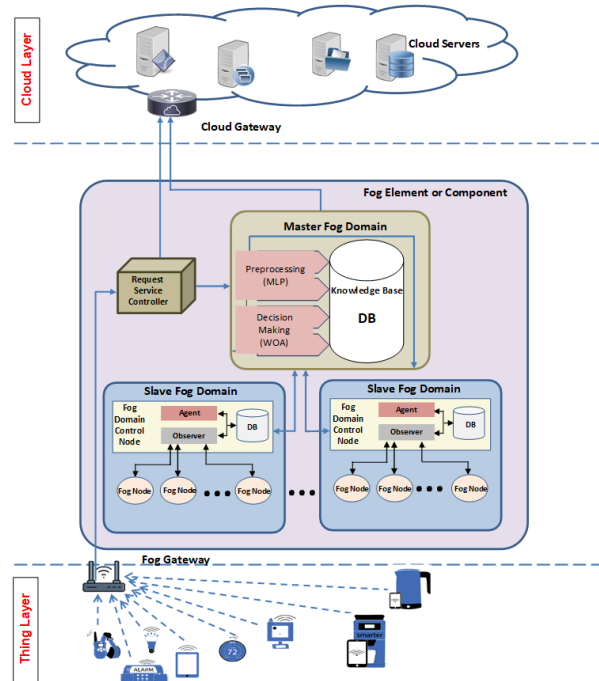 Cloud Layer
Cloud Servers
Cloud Gateway
Fog Element or Component
Master Fog Domain
Request
Service
Controller
Preprocessing
(MLP)
Knowledge Base
DB
Decision
Making
(WOA)
Slave Fog Domain
Fog
Domain
Control
Node
Agent
Observer
DB
Fog Node
Fog Node
Fog Node
Slave Fog Domain
Fog
Domain
Control
Node
Agent
Observer
DB
Fog Node
Fog Node
Fog Node
Fog Gateway
Thing Layer
ALARM
72
smarter